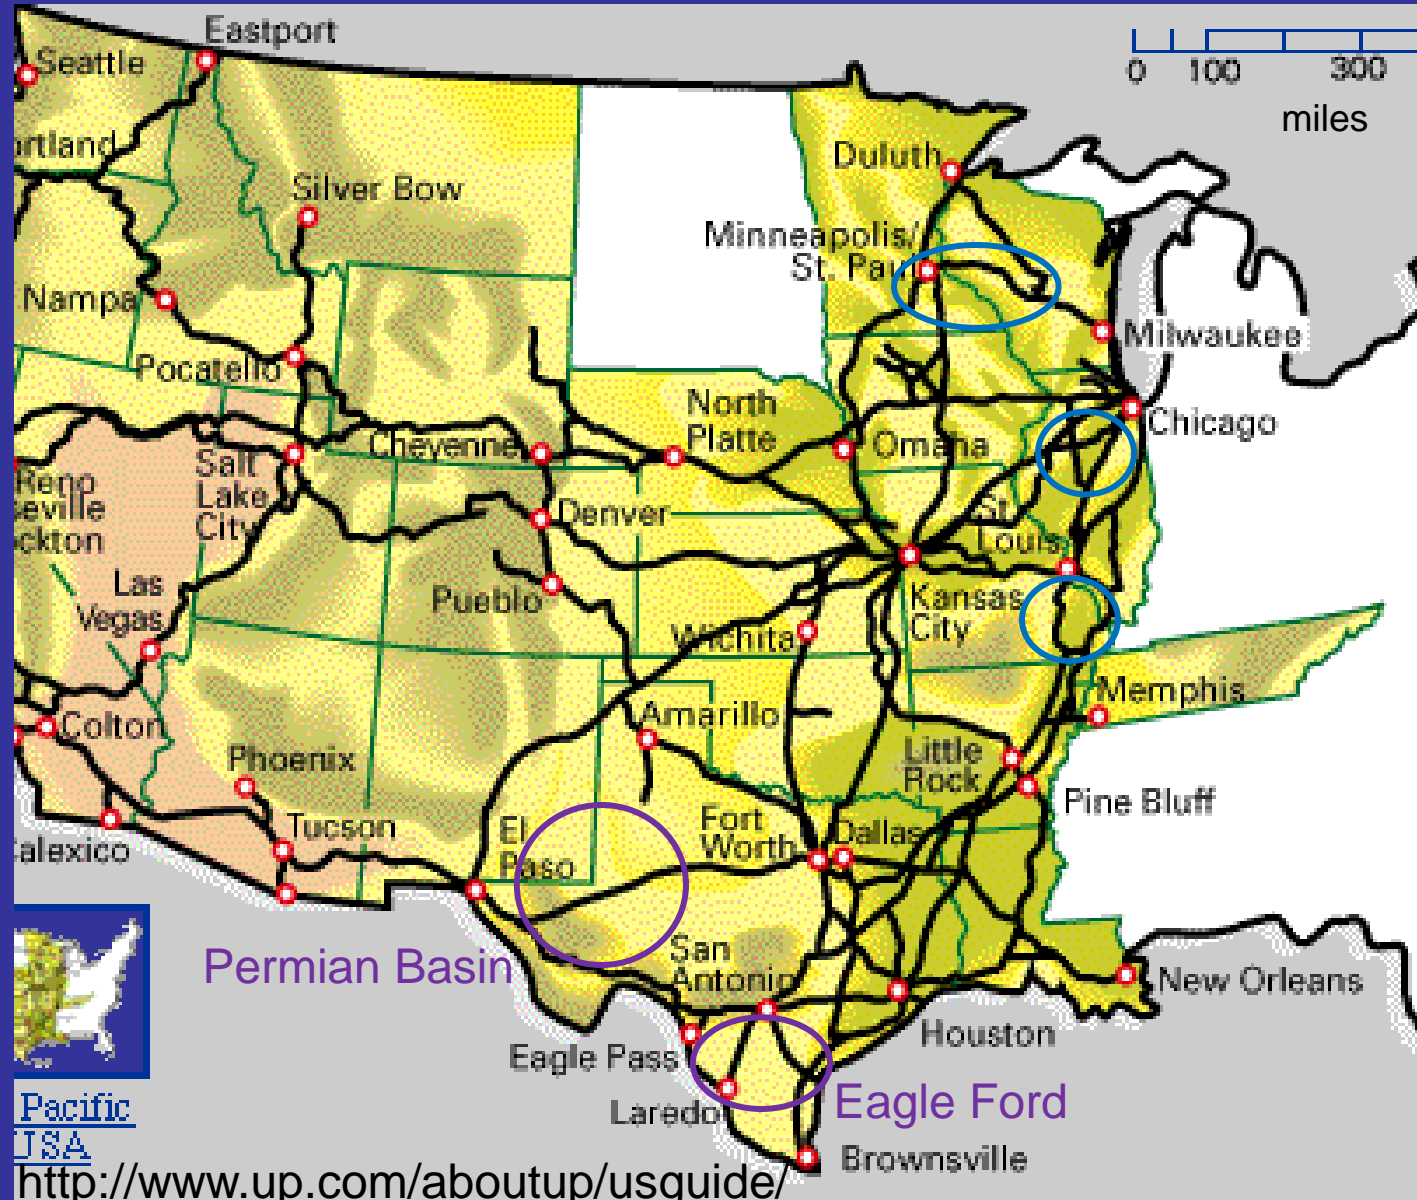 Eastport
Seattle
ortland
Silver Bow
Nampa
Pocatello
0 100 300
miles
Duluth
Minneapolis/
St. Paul
Milwaukee
Chicago
North
Platte
Omaha
Cheyenne
Salt
Lake
City
Reno
seville
ockton
Denver
St.
Louis
Las
Vegas
Pueblo
Kansas
City
Wichita
Memphis
Colton
Amarillo
Phoenix
Little
Rock
Pine Bluff
Tucson
alexico
El
Paso
Fort
Worth
Dallas
Permian Basin
San
Antonio
New Orleans
Houston
Eagle Pass
Laredo
Eagle Ford
Brownsville
Pacific
USA
http://www.up.com/aboutup/usguide/